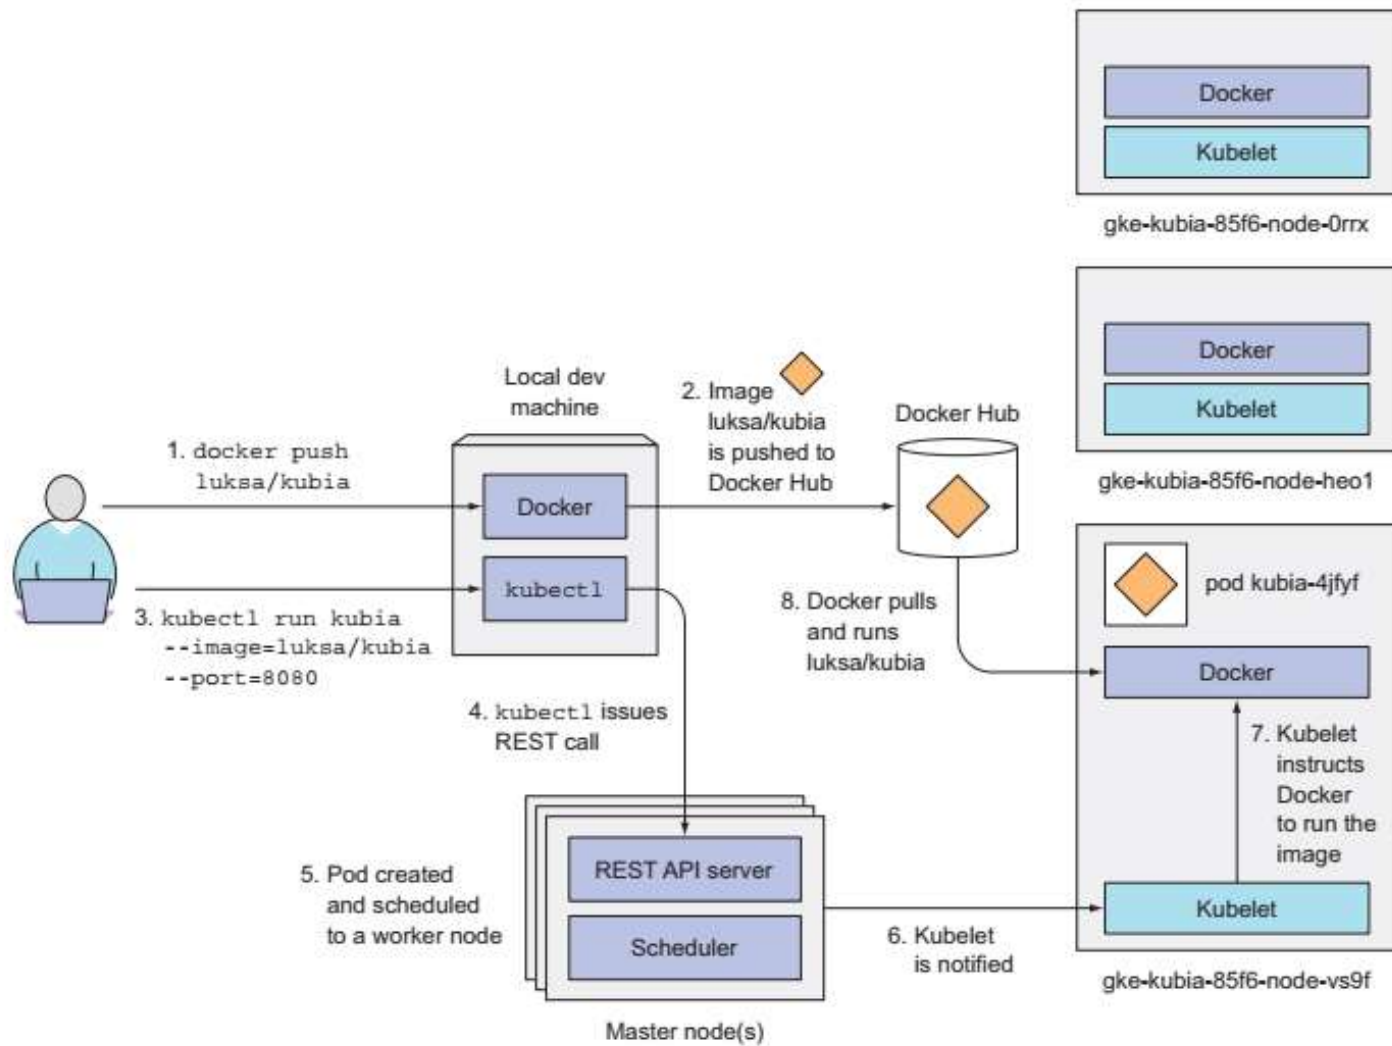 Docker
Kubelet
gke-kubia-85f6-node-0rrx
Docker
Kubelet
gke-kubia-85f6-node-heo1
Local dev
machine
1. docker push
luksa/kubia
Docker
kubectl
2. Image
luksa/kubia
is pushed to
Docker Hub
Docker Hub
3. kubectl run kubia
--image=luksa/kubia
--port=8080
4. kubectl issues
REST call
5. Pod created
and scheduled
to a worker node
REST API server
Scheduler
Master node(s)
6. Kubelet
is notified
8. Docker pulls
and runs
luksa/kubia
pod kubia-4jfyf
Docker
7. Kubelet
instructs
Docker
to run the
image
Kubelet
gke-kubia-85f6-node-vs9f